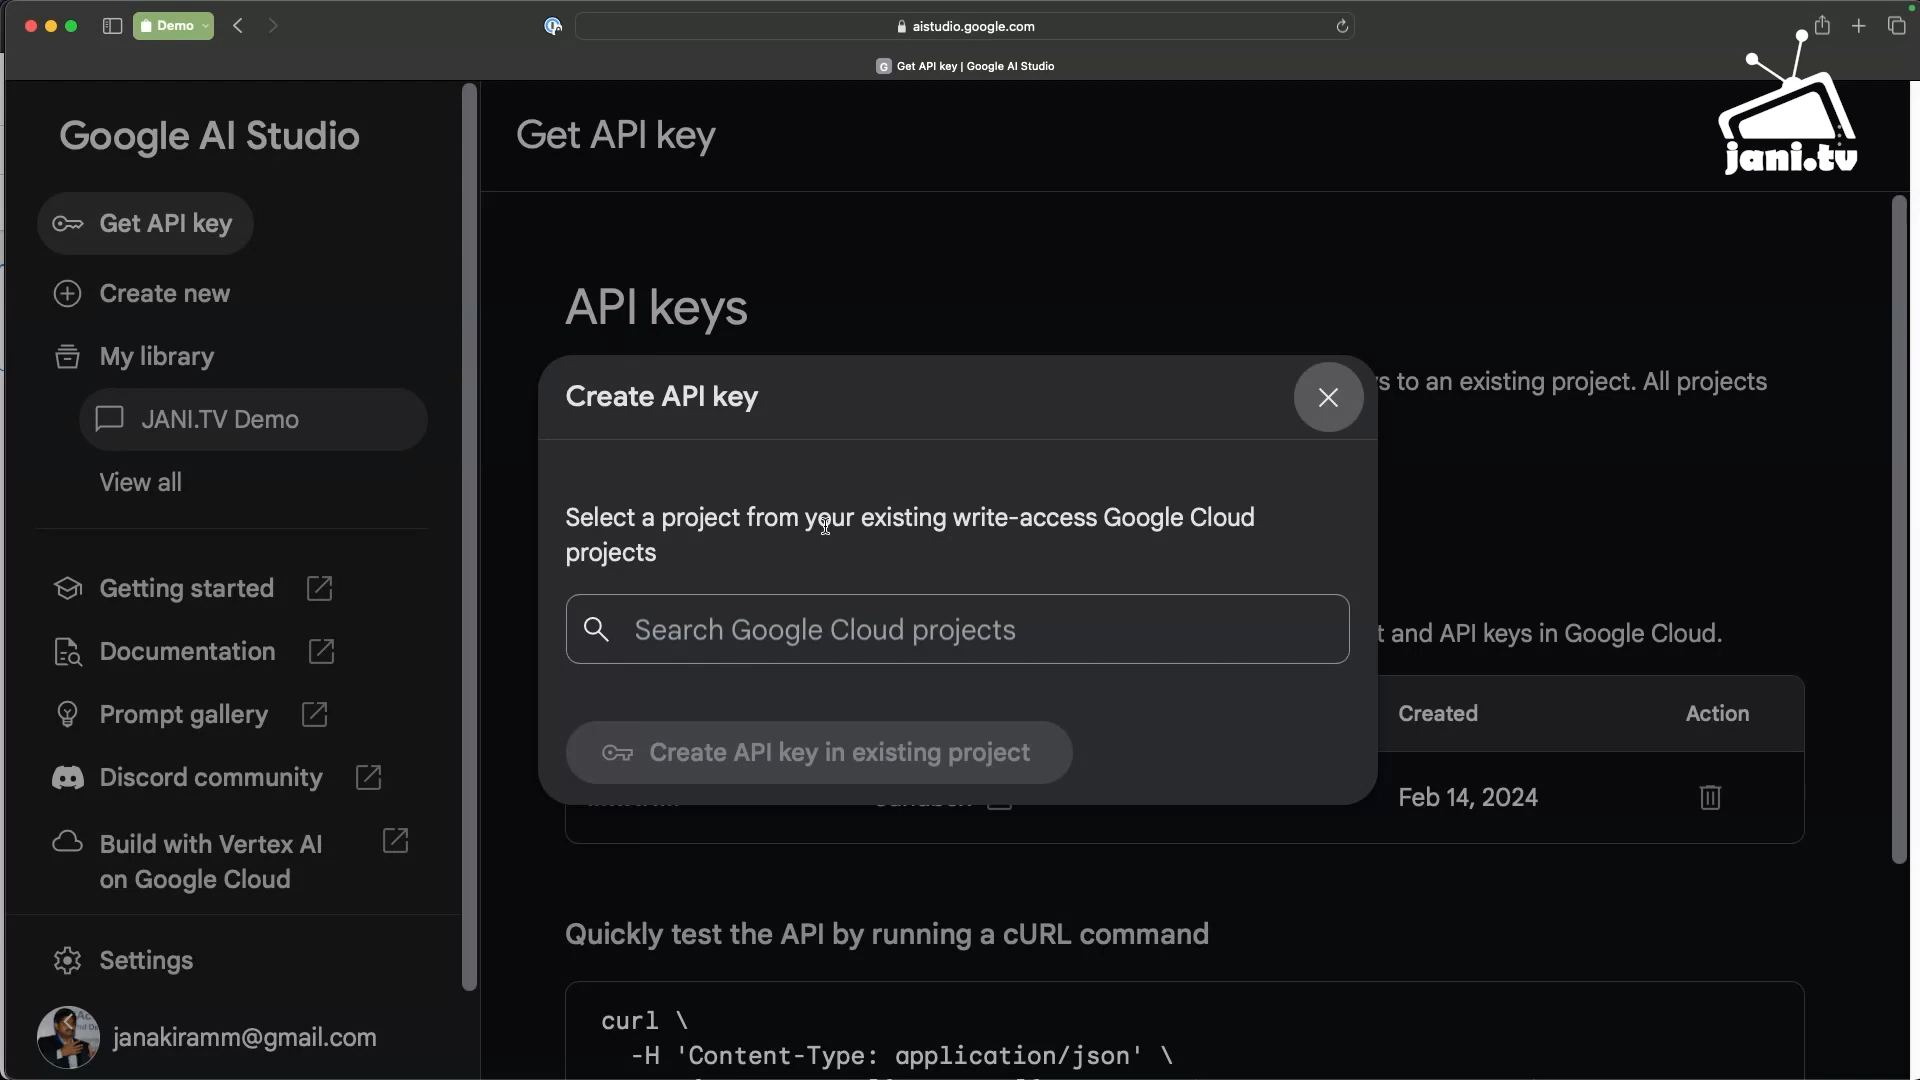 Demo
aistudio.google.com
G Get API key | Google AI Studio
jani.tv
Google AI Studio
Get API key
Create new
My library
JANI.TV Demo
View all
Getting started
Documentation
Prompt gallery
Discord community
Build with Vertex AI
on Google Cloud
Settings
janakiramm@gmail.com
Get API key
API keys
s to an existing project. All projects
Create API key
Select a project from your existing write-access Google Cloud
projects
Search Google Cloud projects
Create API key in existing project
t and API keys in Google Cloud.
Created Action
Feb 14, 2024
Quickly test the API by running a cURL command
curl \
-H 'Content-Type: application/json' \